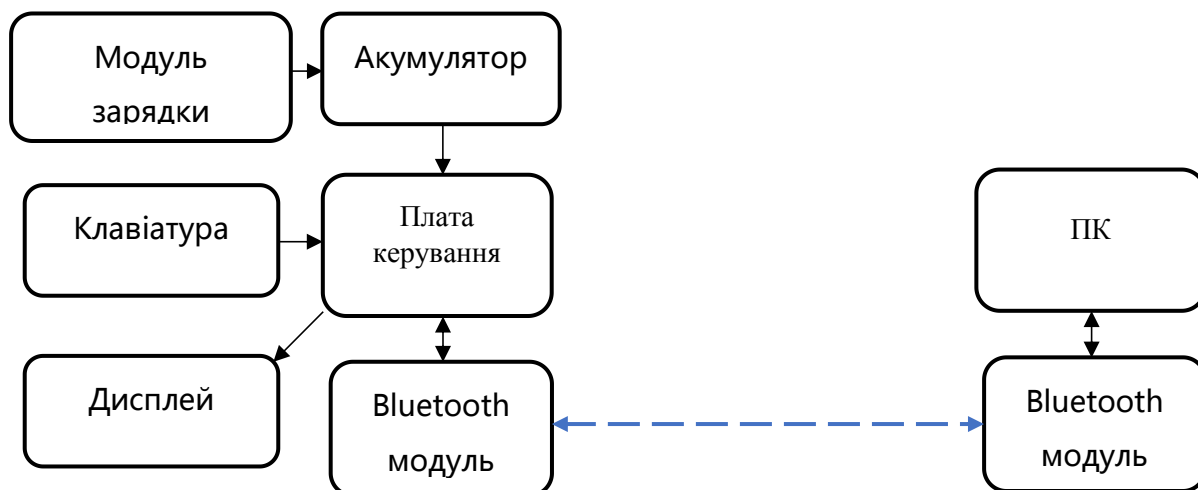 Модуль
зарядки
Акумулятор
Клавіатура
Плата
керування
ПК
Дисплей
Bluetooth
модуль
Bluetooth
модуль